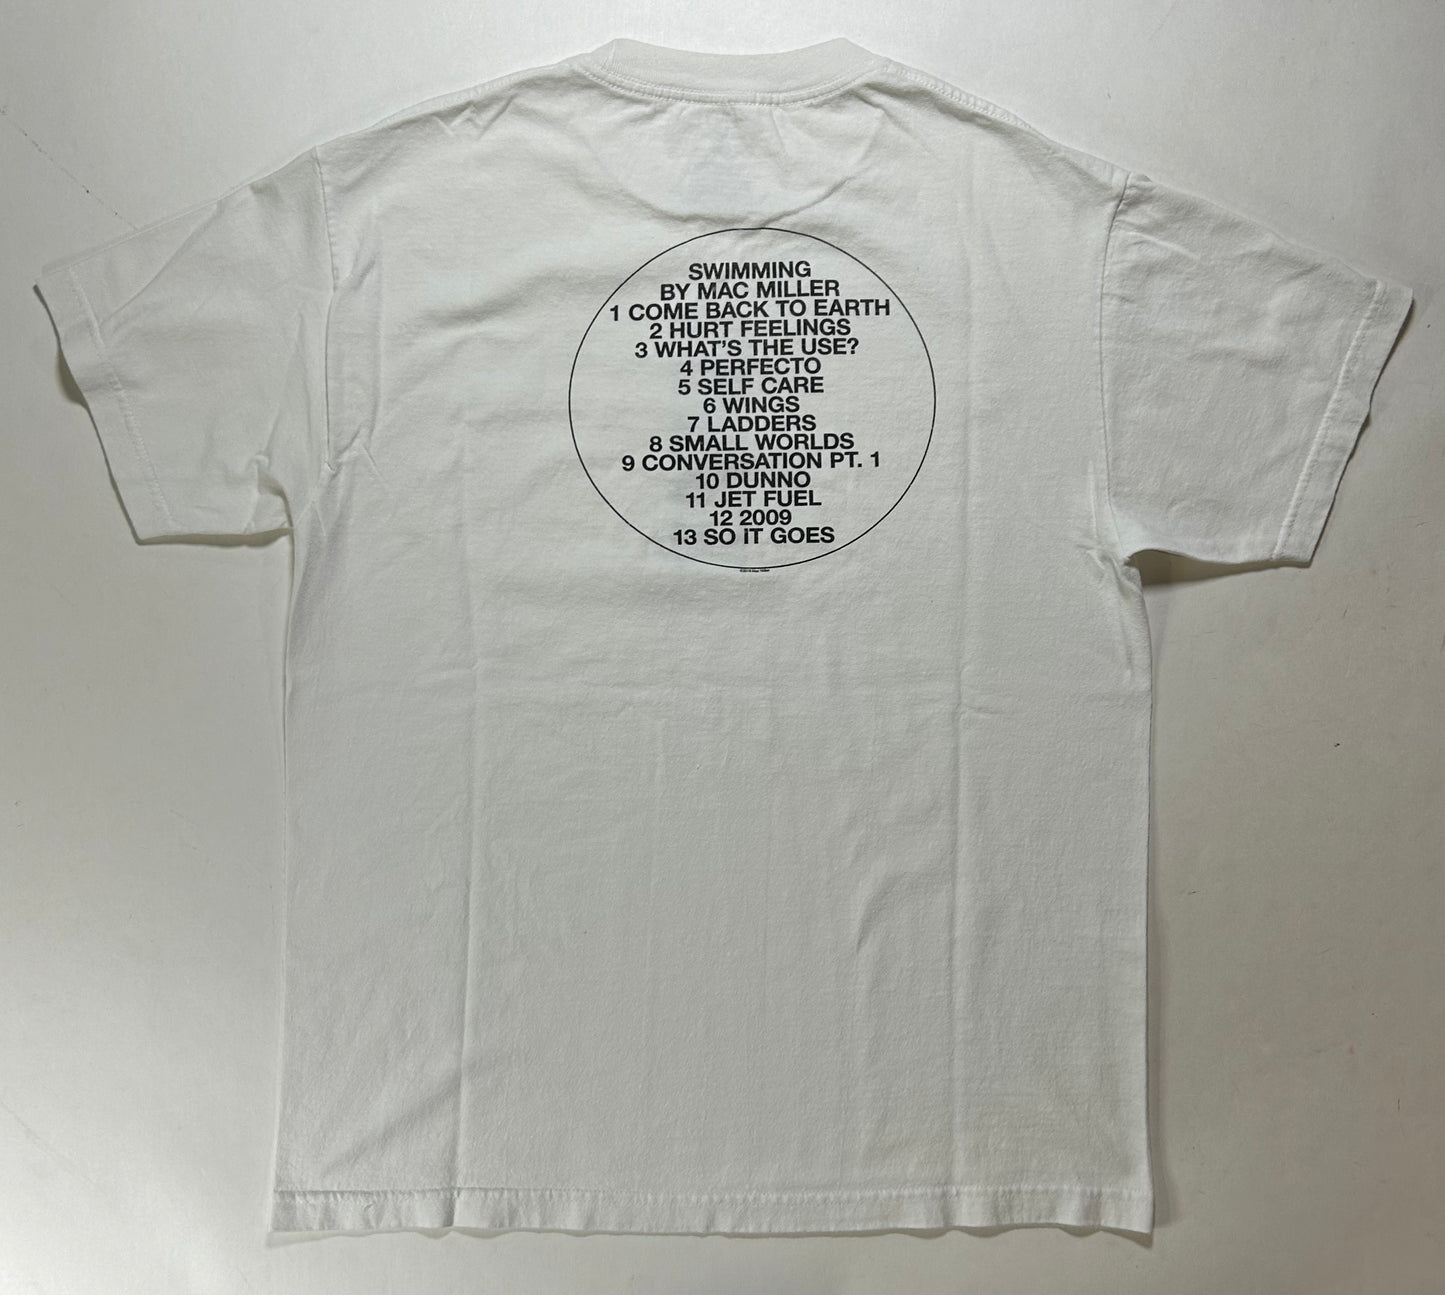 SWIMMING
BY MAC MILLER
1 COME BACK TO EARTH
2 HURT FEELINGS
3 WHAT'S THE USE?
4 PERFECTO
5 SELF CARE
6 WINGS
7 LADDERS
8 SMALL WORLDS
9 CONVERSATION PT. 1
10 DUNNO
11 JET FUEL
12 2009
13 SO IT GOES